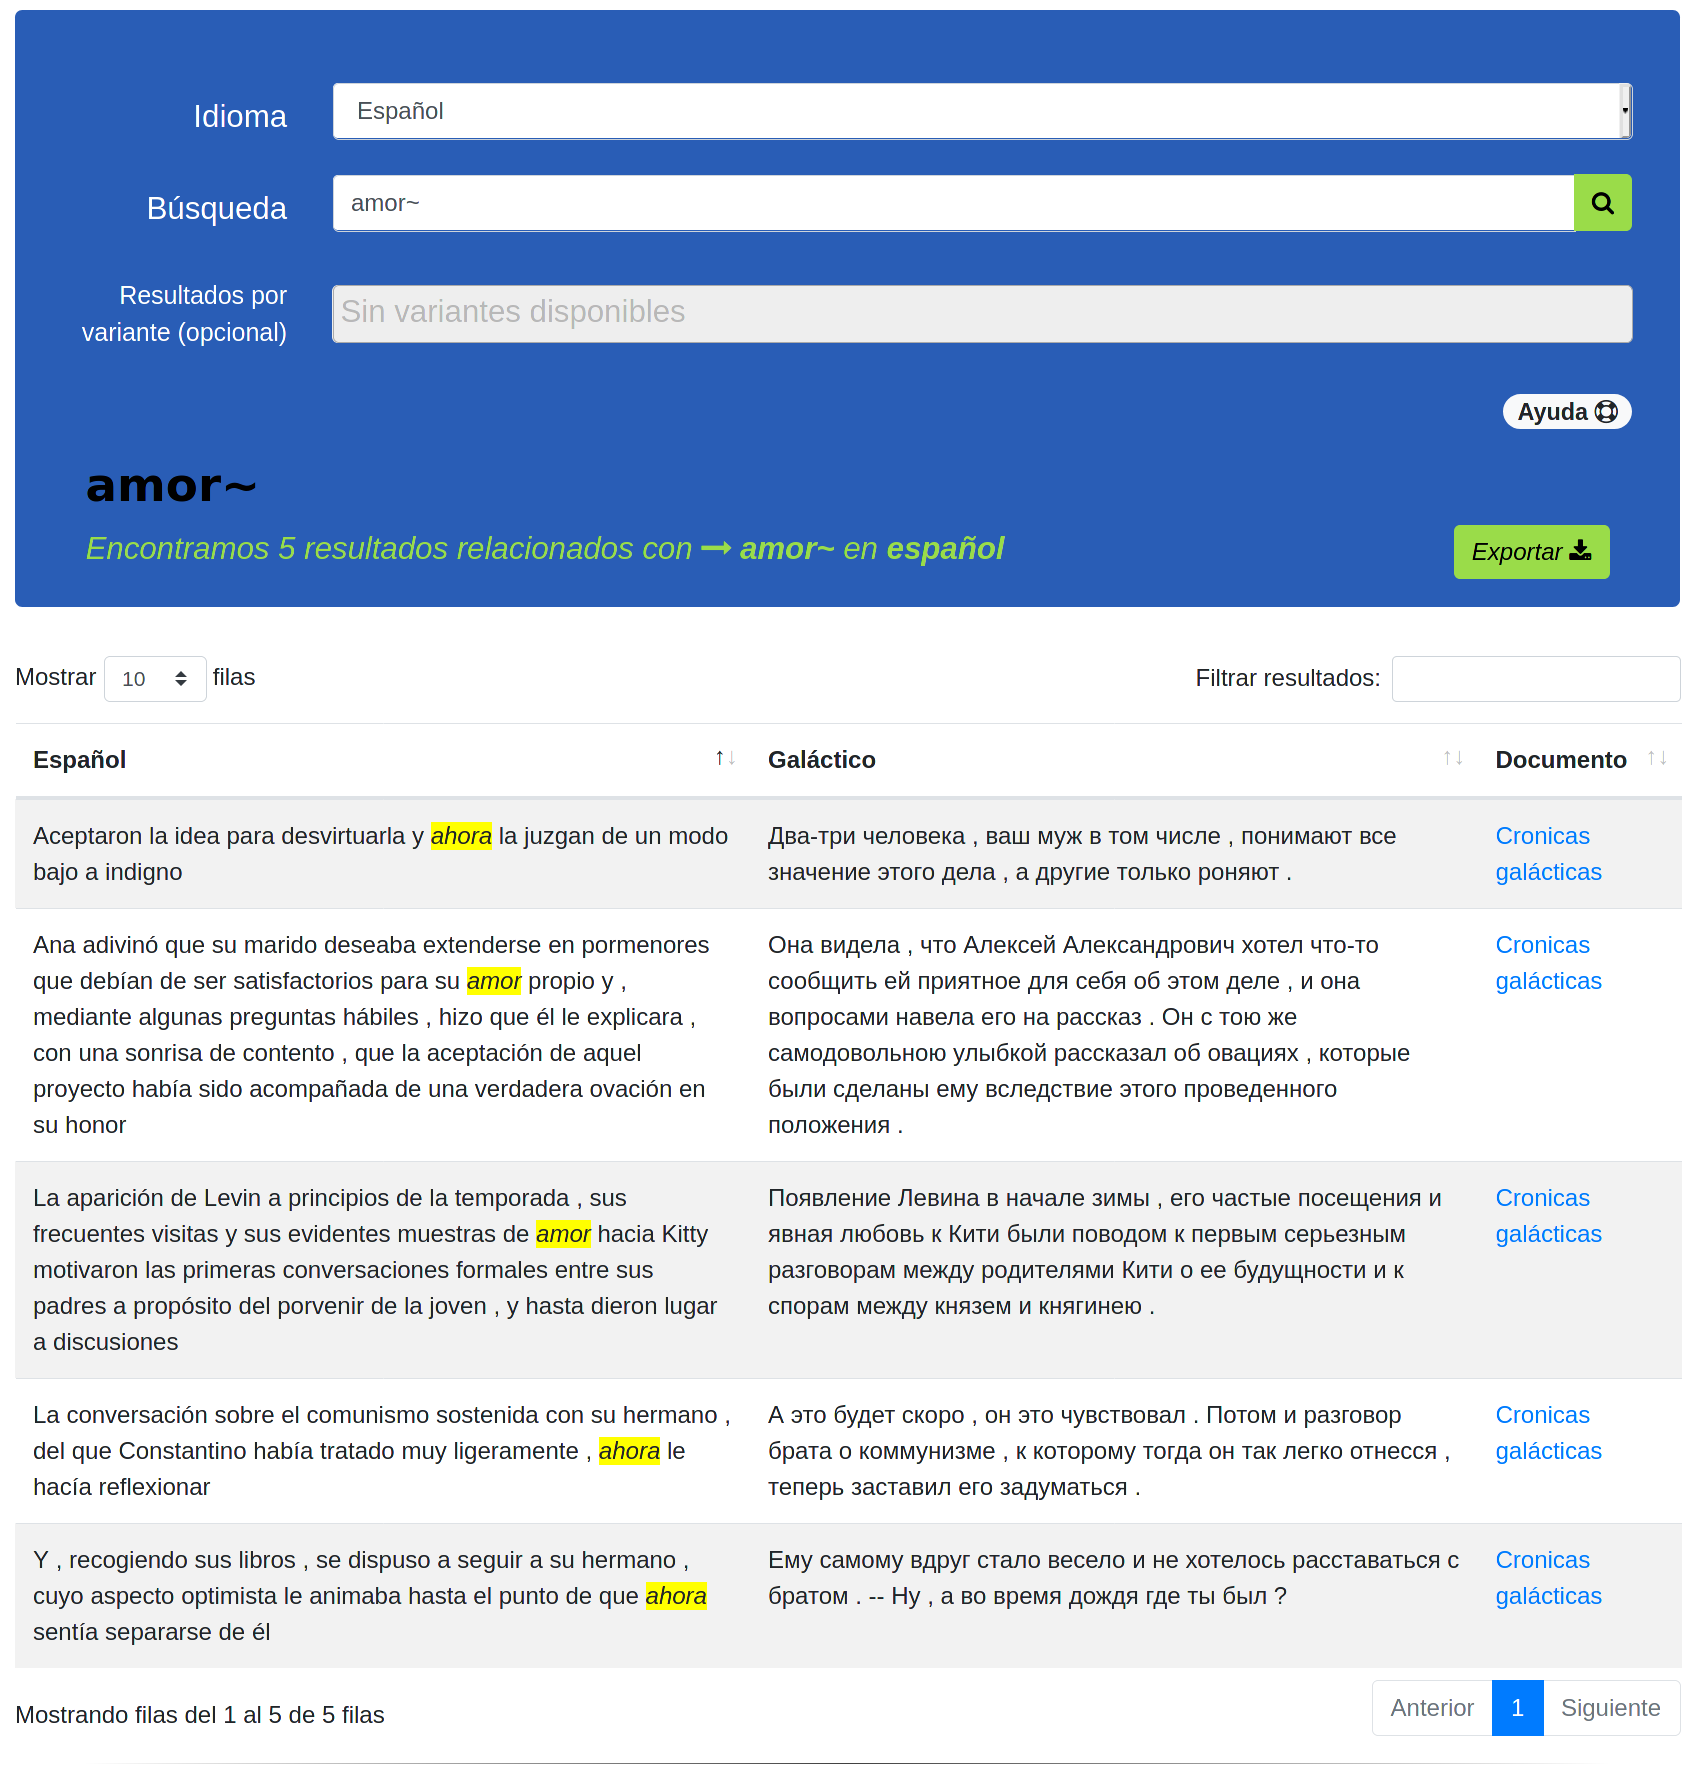 Idioma
Español
Búsqueda
amor~
Resultados por
variante (opcional)
Sin variantes disponibles
Ayuda
amor~
Encontramos 5 resultados relacionados con → amor~ en español
Exportar
Mostrar 10 filas
Filtrar resultados:
Español ↑↓ Galáctico ↑↓ Documento ↑↓
Aceptaron la idea para desvirtuarla y ahora la juzgan de un modo
bajo a indigno
Два-три человека , ваш муж в том числе , понимают все
значение этого дела , а другие только роняют .
Cronicas
galácticas
Ana adivinó que su marido deseaba extenderse en pormenores
que debían de ser satisfactorios para su amor propio y ,
mediante algunas preguntas hábiles , hizo que él le explicara ,
con una sonrisa de contento , que la aceptación de aquel
proyecto había sido acompañada de una verdadera ovación en
su honor
Она видела , что Алексей Александрович хотел что-то
сообщить ей приятное для себя об этом деле , и она
вопросами навела его на рассказ . Он с тою же
самодовольною улыбкой рассказал об овациях , которые
были сделаны ему вследствие этого проведенного
положения .
Cronicas
galácticas
La aparición de Levin a principios de la temporada , sus
frecuentes visitas y sus evidentes muestras de amor hacia Kitty
motivaron las primeras conversaciones formales entre sus
padres a propósito del porvenir de la joven , y hasta dieron lugar
a discusiones
Появление Левина в начале зимы , его частые посещения и
явная любовь к Кити были поводом к первым серьезным
разговорам между родителями Кити о ее будущности и к
спорам между князем и княгинею .
Cronicas
galácticas
La conversación sobre el comunismo sostenida con su hermano ,
del que Constantino había tratado muy ligeramente , ahora le
hacía reflexionar
А это будет скоро , он это чувствовал . Потом и разговор
брата о коммунизме , к которому тогда он так легко отнесся ,
теперь заставил его задуматься .
Cronicas
galácticas
Y , recogiendo sus libros , se dispuso a seguir a su hermano ,
cuyo aspecto optimista le animaba hasta el punto de que ahora
sentía separarse de él
Ему самому вдруг стало весело и не хотелось расставаться с
братом . -- Ну , а во время дождя где ты был ?
Cronicas
galácticas
Mostrando filas del 1 al 5 de 5 filas
Anterior 1 Siguiente